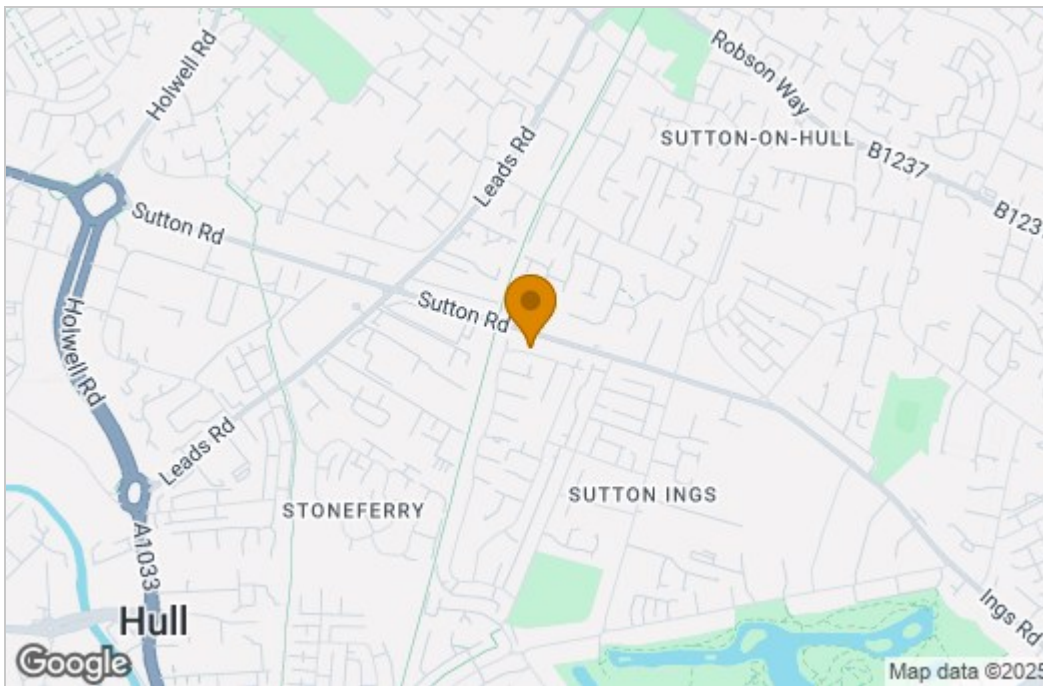 Holwell Rd
Robson Way
SUTTON-ON-HULL
B1237
Leads Rd
B1237
Sutton Rd
Sutton Rd
Holwell Rd
Leads Rd
STONEFERRY
SUTTON INGS
A1033
Hull
Ings Rd
Google
Map data ©2025